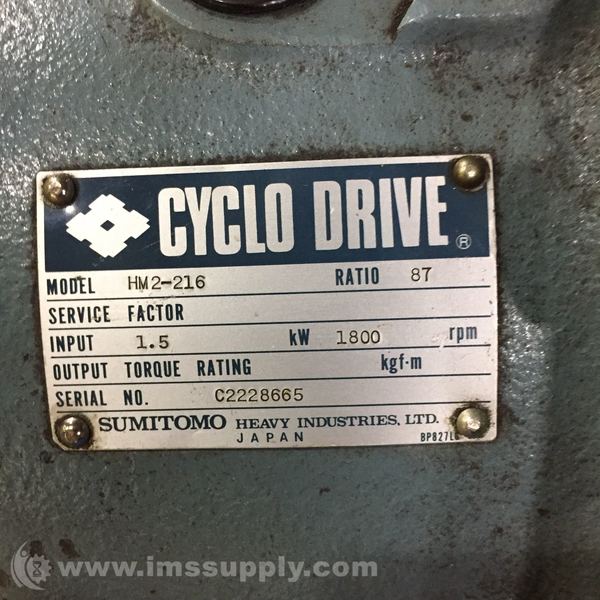 CYCLO DRIVE ®
MODEL HM2-216 RATIO 87
SERVICE FACTOR
INPUT 1.5 kW 1800 rpm
OUTPUT TORQUE RATING kgf·m
SERIAL NO. C2228665
SUMITOMO HEAVY INDUSTRIES, LTD.
JAPAN
www.imssupply.com